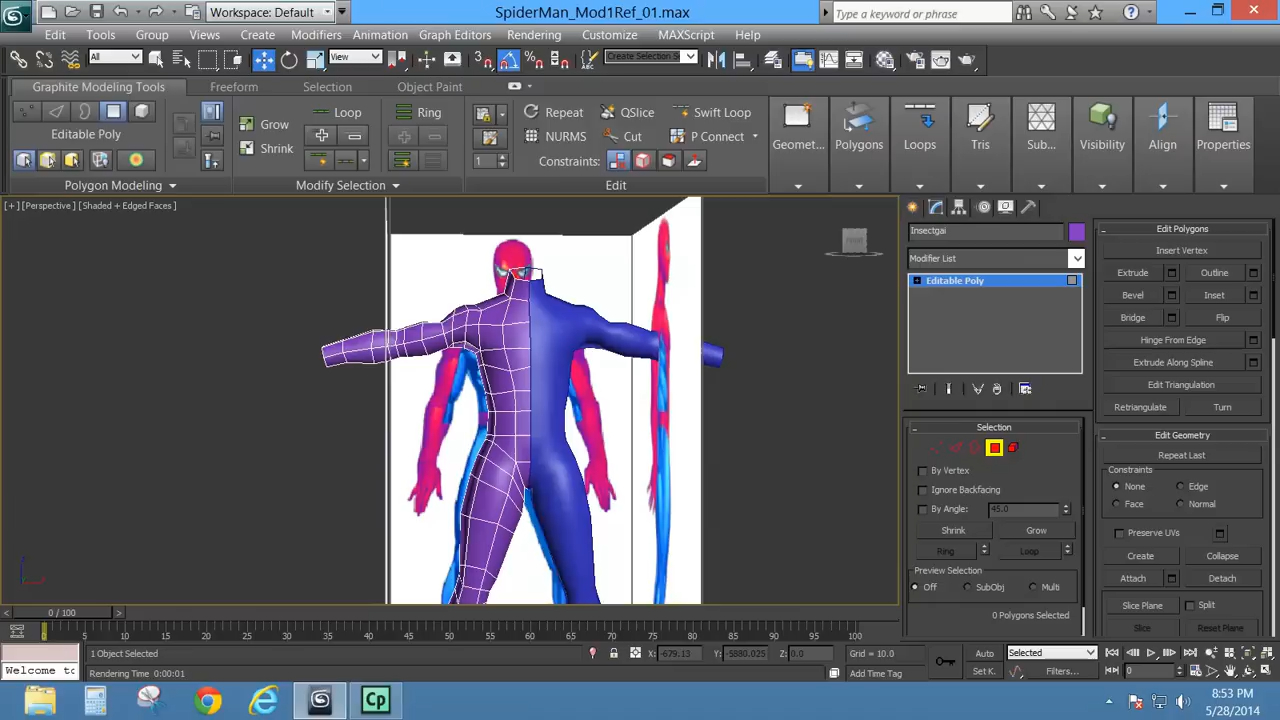 Workspace: Default
SpiderMan_Mod1Ref_01.max
Type a keyword or phrase
Edit Tools Group Views Create Modifiers Animation Graph Editors Rendering Customize MAXScript Help
All View Create Selection Se
Graphite Modeling Tools Freeform Selection Object Paint
Loop Ring Repeat QSlice Swift Loop
Grow
Editable Poly
NURMS Cut P Connect
Shrink
1 Constraints:
Geomet... Polygons Loops Tris Sub... Visibility Align Properties
Polygon Modeling Modify Selection Edit
[+] [Perspective] [Shaded + Edged Faces]
Insectgai
Modifier List
Editable Poly
Edit Polygons
Insert Vertex
Extrude Outline
Bevel Inset
Bridge Flip
Hinge From Edge
Extrude Along Spline
Edit Triangulation
Retriangulate Turn
Selection
By Vertex
Ignore Backfacing
By Angle: 45.0
Shrink Grow
Ring Loop
Preview Selection
Off SubObj Multi
0 Polygons Selected
Edit Geometry
Repeat Last
Constraints
None Edge
Face Normal
Preserve UVs
Create Collapse
Attach Detach
Slice Plane Split
Slice Reset Plane
0 / 100
0 5 10 15 20 25 30 35 40 45 50 55 60 65 70 75 80 85 90 95 100
1 Object Selected X: -679.13 Y: -5880.025 Z: 0.0 Grid = 10.0 Auto Selected
Welcome to Rendering Time 0:00:01 Add Time Tag Set K. Filters... 0
8:53 PM
5/28/2014